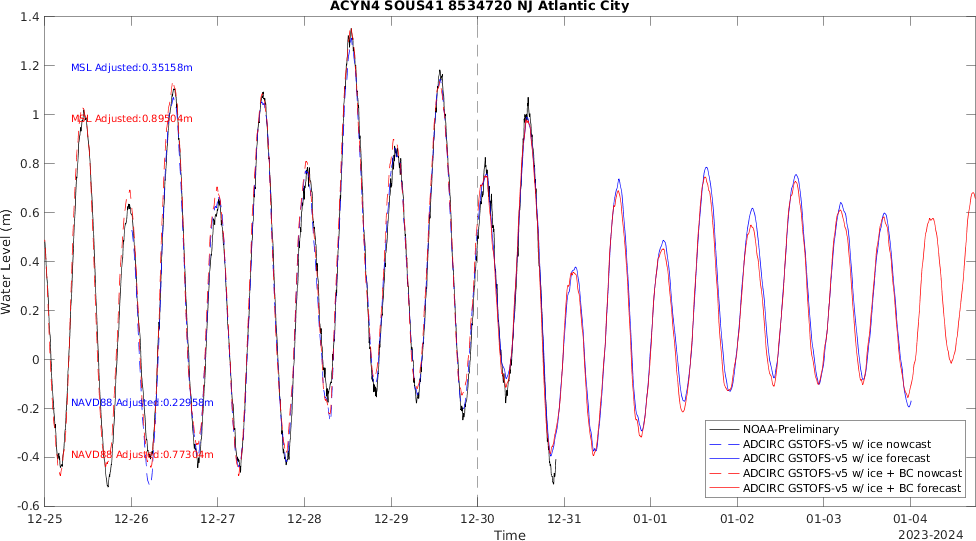 ACYN4 SOUS41 8534720 NJ Atlantic City
1.4
1.2
1
0.8
0.6
0.4
0.2
0
-0.2
-0.4
-0.6
Water Level (m)
MSL Adjusted:0.35158m
MSL Adjusted:0.89504m
NAVD88 Adjusted:0.22958m
NAVD88 Adjusted:0.77304m
NOAA-Preliminary
ADCIRC GSTOFS-v5 w/ ice nowcast
ADCIRC GSTOFS-v5 w/ ice forecast
ADCIRC GSTOFS-v5 w/ ice + BC nowcast
ADCIRC GSTOFS-v5 w/ ice + BC forecast
12-25 12-26 12-27 12-28 12-29 12-30 12-31 01-01 01-02 01-03 01-04
Time
2023-2024